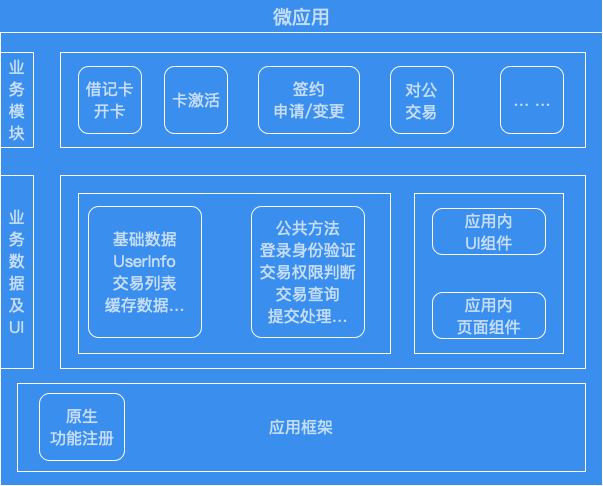 微应用
业
务
模
块
借记卡
开卡
卡激活
签约
申请/变更
对公
交易
... ...
业
务
数
据
及
UI
基础数据
UserInfo
交易列表
缓存数据...
公共方法
登录身份验证
交易权限判断
交易查询
提交处理...
应用内
UI组件
应用内
页面组件
原生
功能注册
应用框架